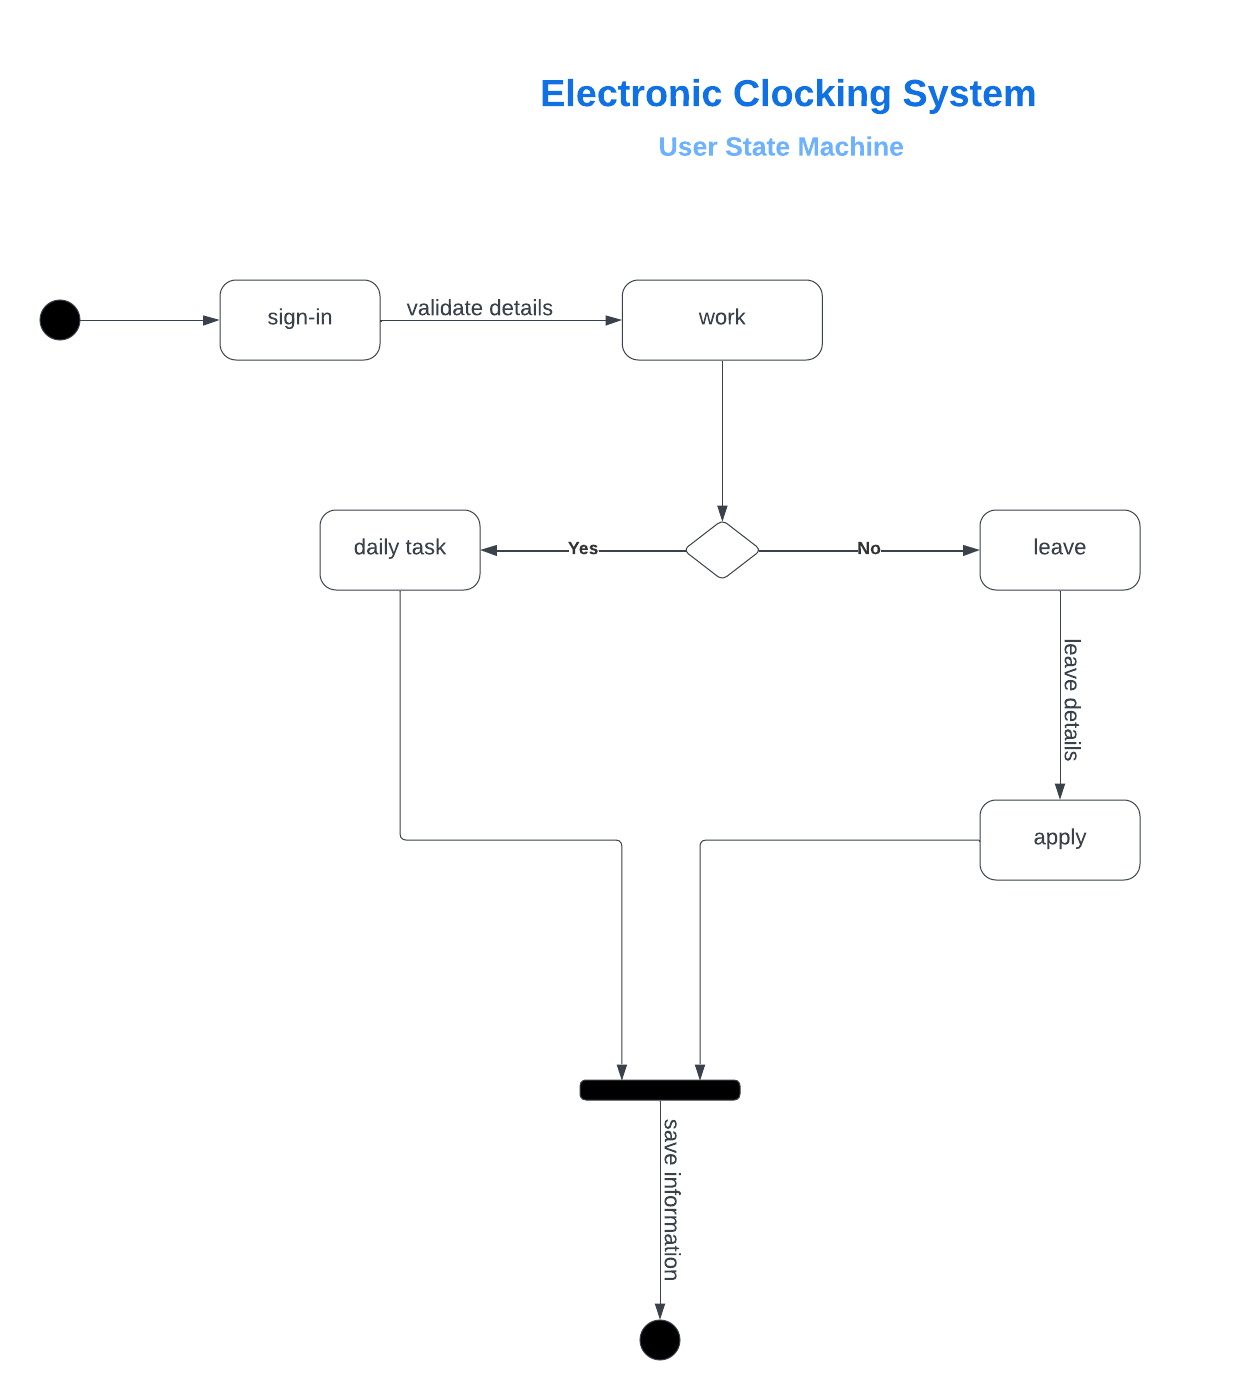 Electronic Clocking System
User State Machine
sign-in
validate details
work
daily task
Yes
No
leave
leave details
apply
save information